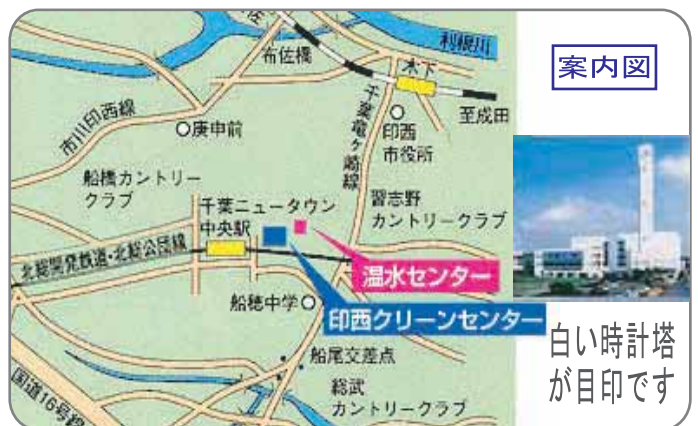 案内図
利根川
布佐橋
木下
至成田
千葉竜ヶ崎線
印西
市役所
市川印西線
庚申前
船橋カントリー
クラブ
千葉ニュータウン
中央駅
習志野
カントリークラブ
北総開発鉄道・北総公団線
温水センター
船穂中学
印西クリーンセンター
船尾交差点
総武
カントリークラブ
国道16号線
白い時計塔
が目印です